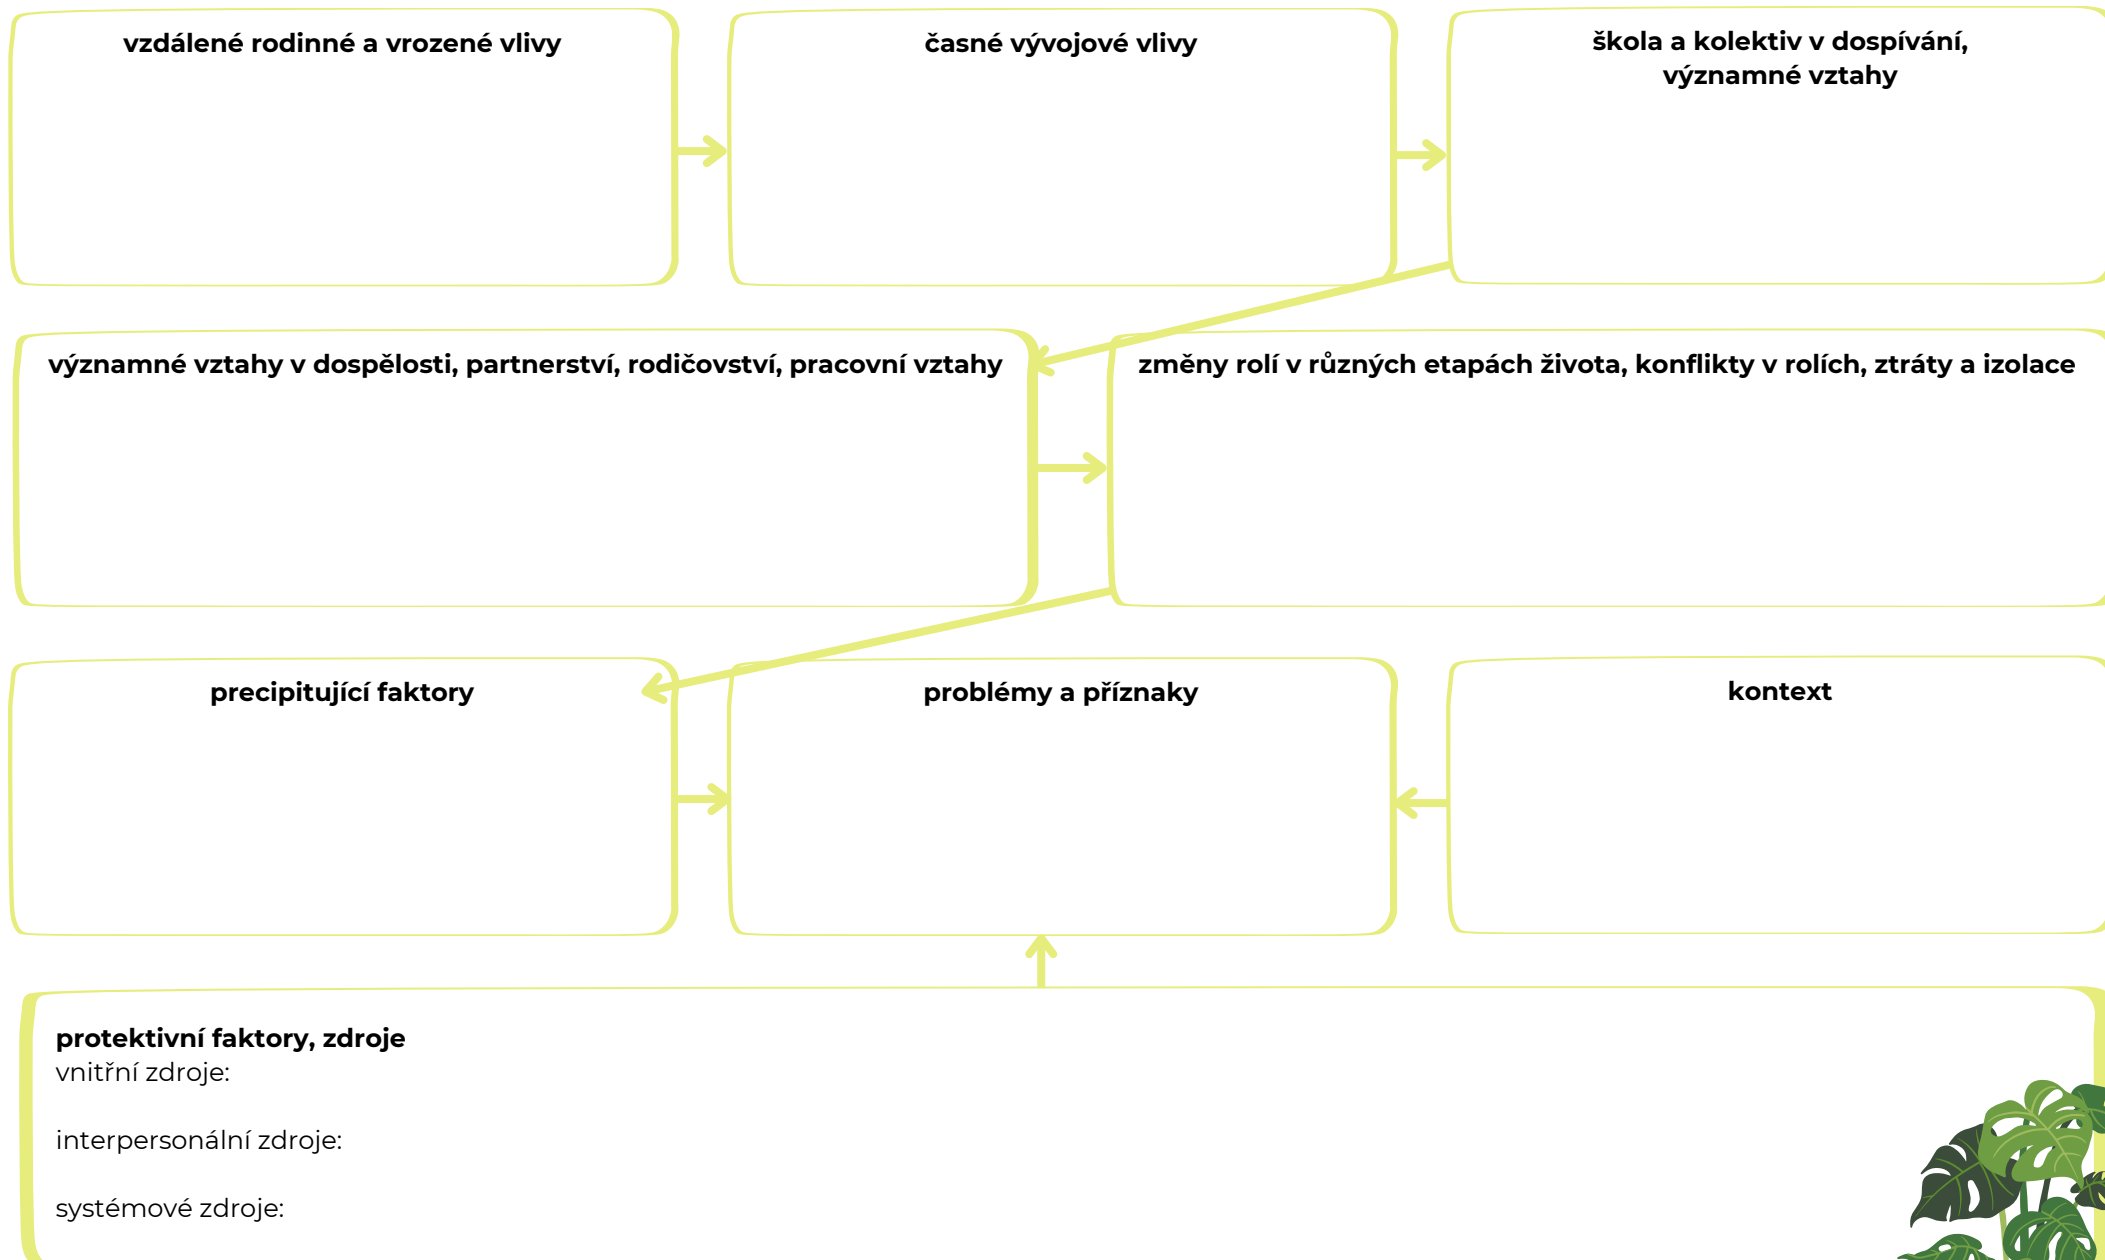 vzdálené rodinné a vrozené vlivy
časné vývojové vlivy
škola a kolektiv v dospívání,
významné vztahy
významné vztahy v dospělosti, partnerství, rodičovství, pracovní vztahy
změny rolí v různých etapách života, konflikty v rolích, ztráty a izolace
precipitující faktory
problémy a příznaky
kontext
protektivní faktory, zdroje
vnitřní zdroje:
interpersonální zdroje:
systémové zdroje: